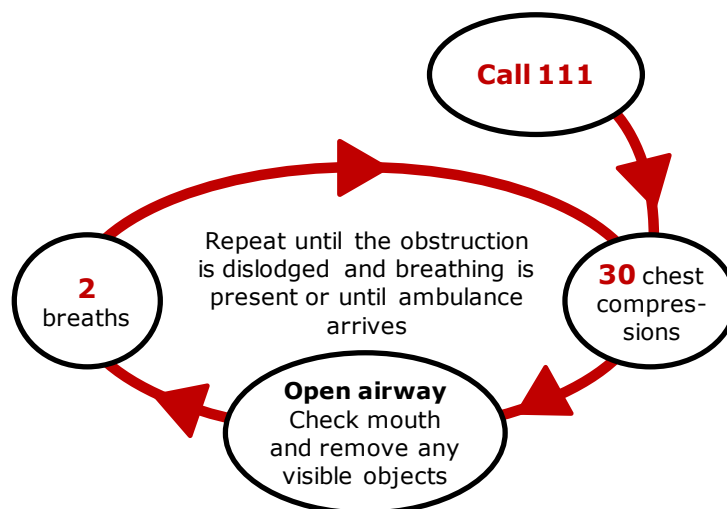 Call 111
Repeat until the obstruction
is dislodged and breathing is
present or until ambulance
arrives
30 chest
compres-
sions
Open airway
Check mouth
and remove any
visible objects
2
breaths